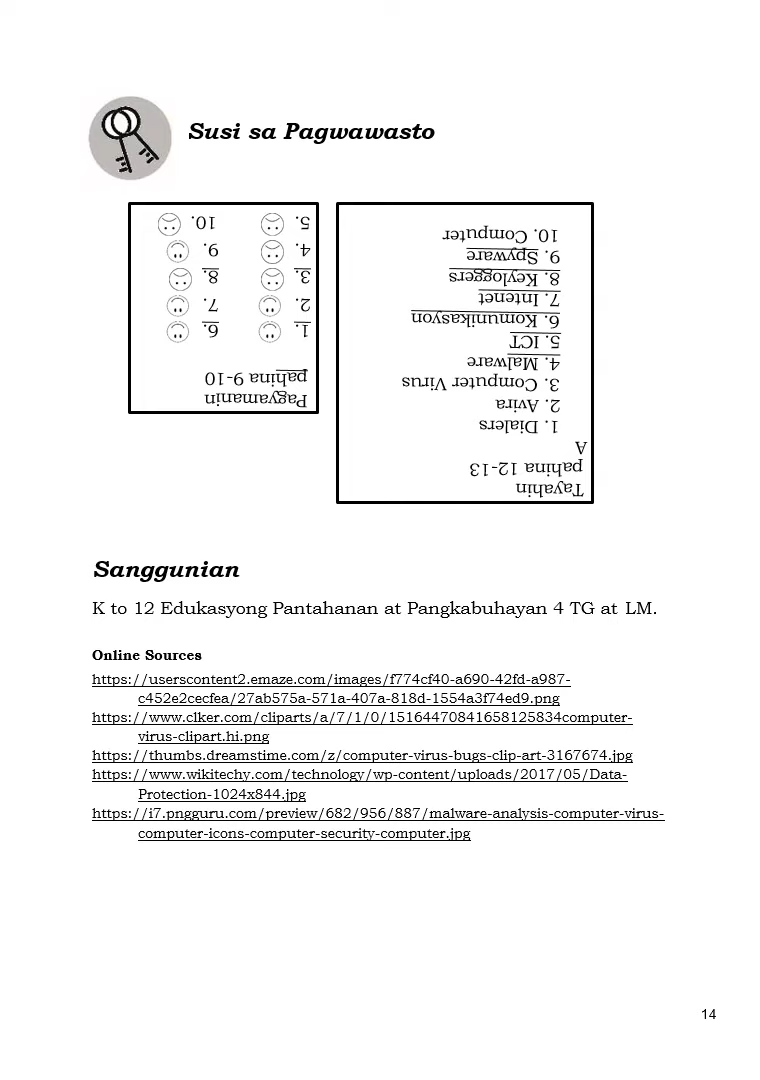 Susi sa Pagwawasto
Pagyamanin
pahina 9-10
1.
6.
2.
7.
3.
8.
4.
9.
5.
10.
Tayahin
pahina 12-13
A
1. Dialers
2. Avira
3. Computer Virus
4. Malware
5. ICT
6. Komunikasyon
7. Intenet
8. Keyloggers
9. Spyware
10. Computer
Sanggunian
K to 12 Edukasyong Pantahanan at Pangkabuhayan 4 TG at LM.
Online Sources
https://userscontent2.emaze.com/images/f774cf40-a690-42fd-a987-
c452e2cecfea/27ab575a-571a-407a-818d-1554a3f74ed9.png
https://www.clker.com/cliparts/a/7/1/0/15164470841658125834computer-
virus-clipart.hi.png
https://thumbs.dreamstime.com/z/computer-virus-bugs-clip-art-3167674.jpg
https://www.wikitechy.com/technology/wp-content/uploads/2017/05/Data-
Protection-1024x844.jpg
https://i7.pngguru.com/preview/682/956/887/malware-analysis-computer-virus-
computer-icons-computer-security-computer.jpg
14